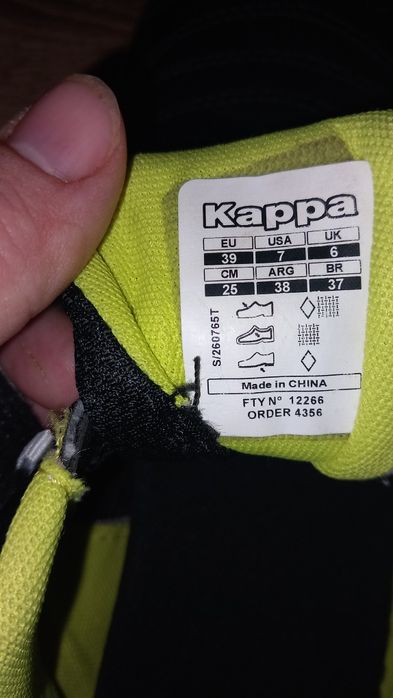 Kappa
EU USA UK
39 7 6
CM ARG BR
25 38 37
S/260765T
Made in CHINA
FTY Nº 12266
ORDER 4356